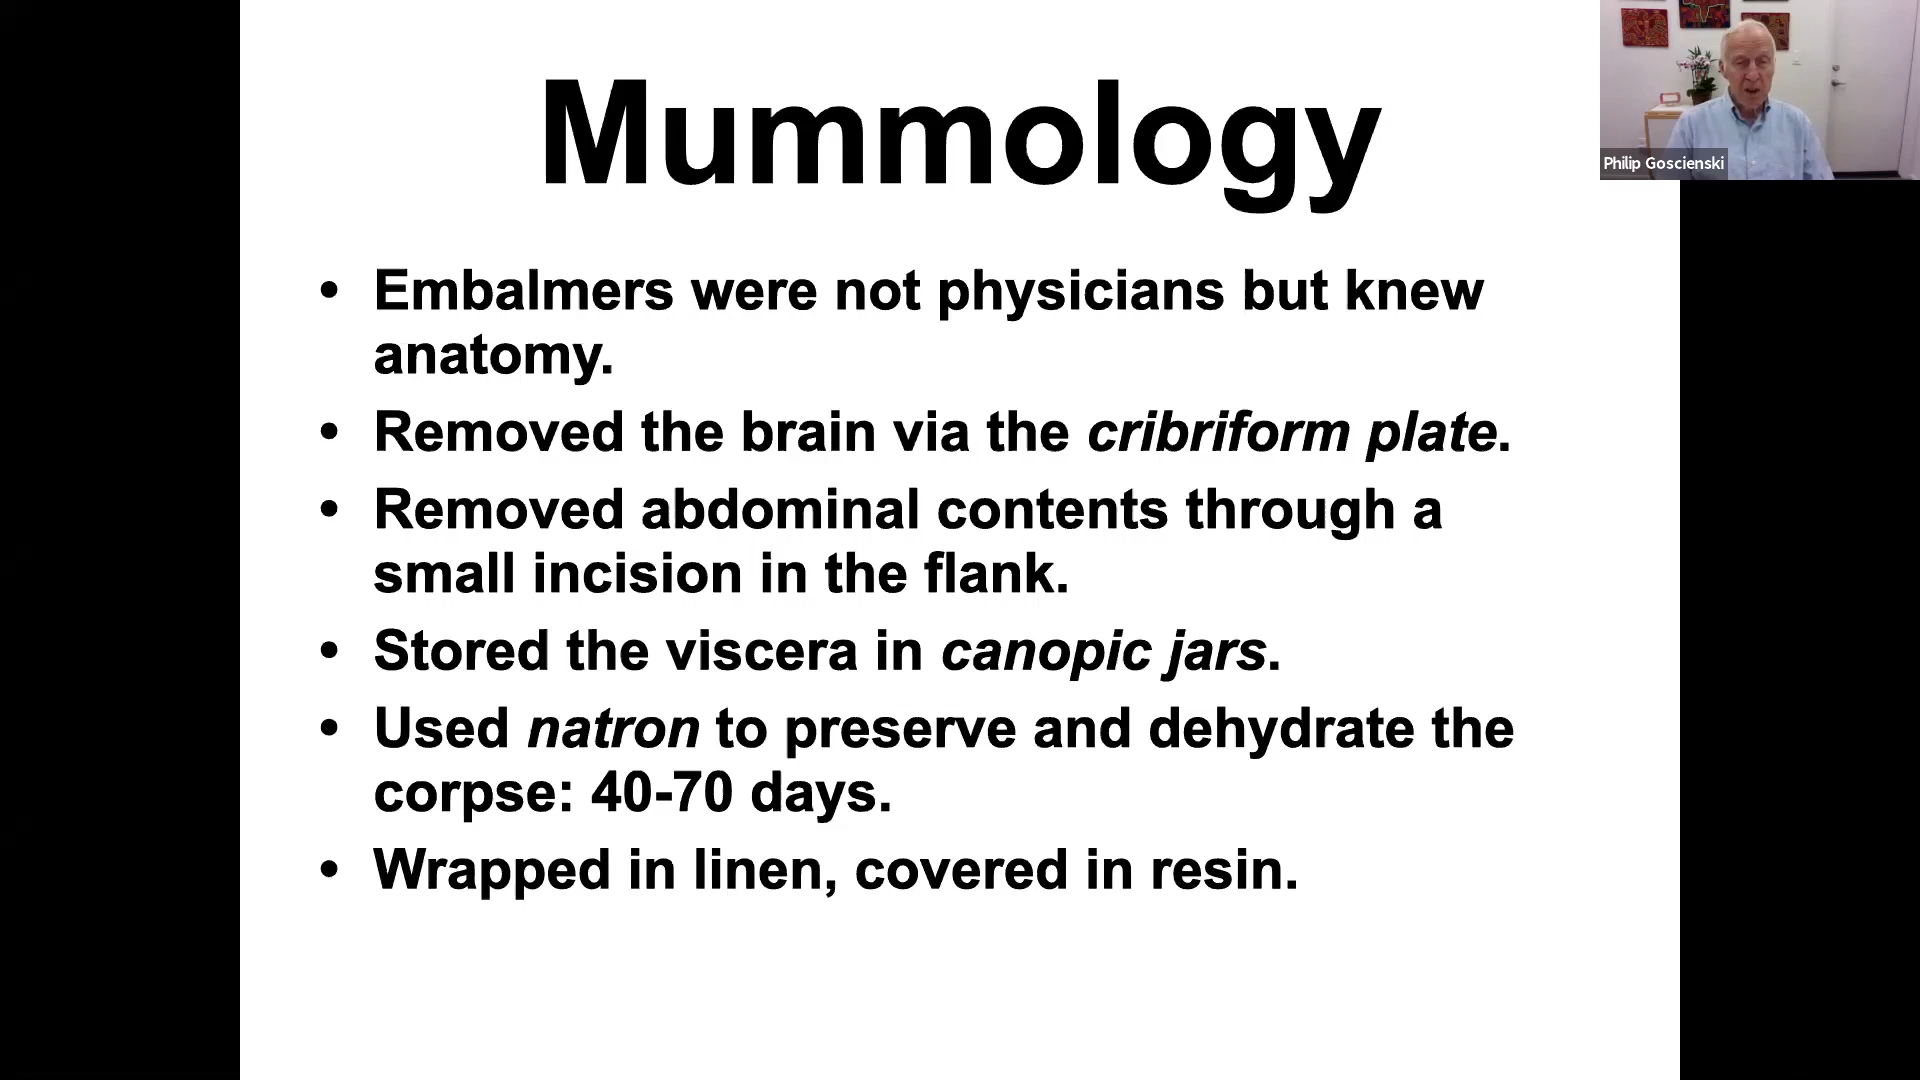 Mummology
Philip Goscienski
• Embalmers were not physicians but knew
anatomy.
• Removed the brain via the cribriform plate.
• Removed abdominal contents through a
small incision in the flank.
• Stored the viscera in canopic jars.
• Used natron to preserve and dehydrate the
corpse: 40-70 days.
• Wrapped in linen, covered in resin.